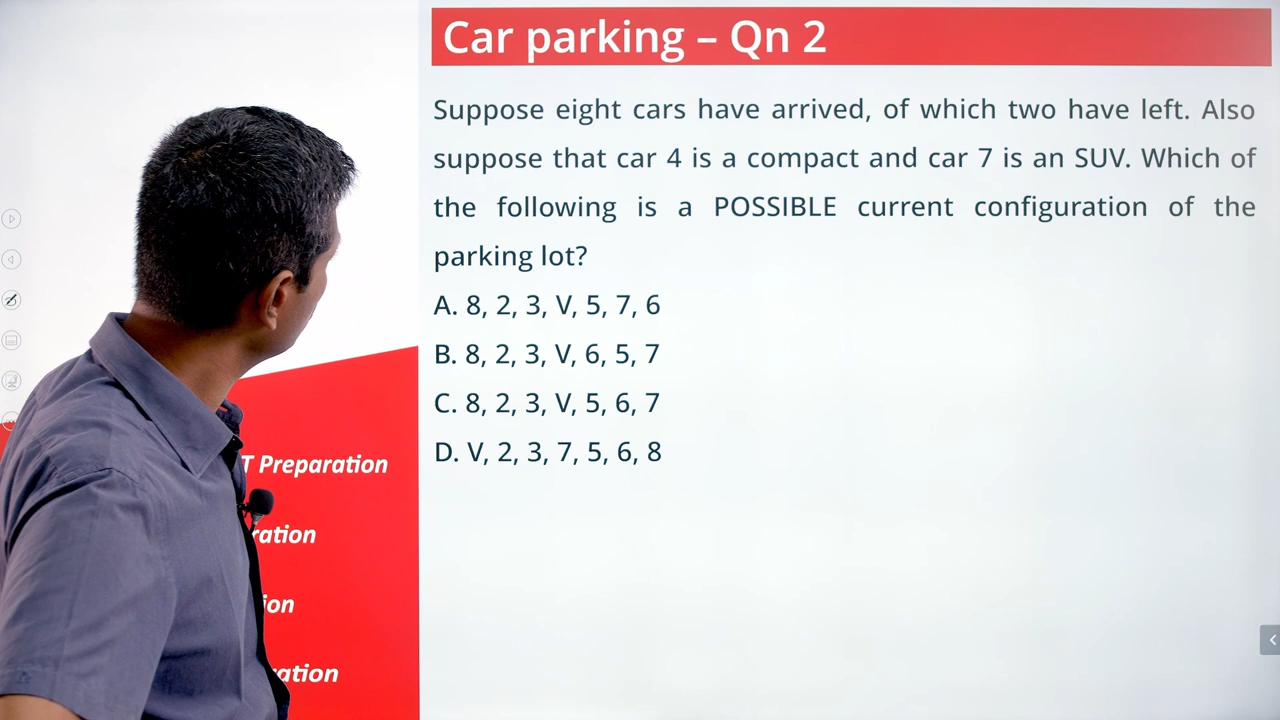 Car parking – Qn 2
Suppose eight cars have arrived, of which two have left. Also
suppose that car 4 is a compact and car 7 is an SUV. Which of
the following is a POSSIBLE current configuration of the
parking lot?
A. 8, 2, 3, V, 5, 7, 6
B. 8, 2, 3, V, 6, 5, 7
C. 8, 2, 3, V, 5, 6, 7
D. V, 2, 3, 7, 5, 6, 8
T Preparation
ration
ion
ration